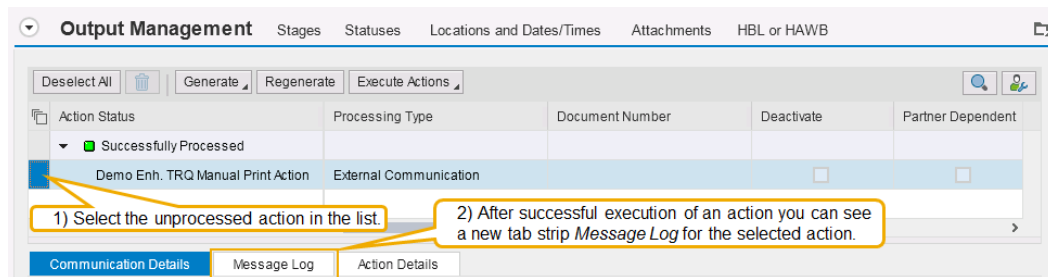 Output Management Stages Statuses Locations and Dates/Times Attachments HBL or HAWB
Deselect All Generate Regenerate Execute Actions
Action Status Processing Type Document Number Deactivate Partner Dependent
Successfully Processed
Demo Enh. TRQ Manual Print Action External Communication
1) Select the unprocessed action in the list.
2) After successful execution of an action you can see
a new tab strip Message Log for the selected action.
Communication Details Message Log Action Details